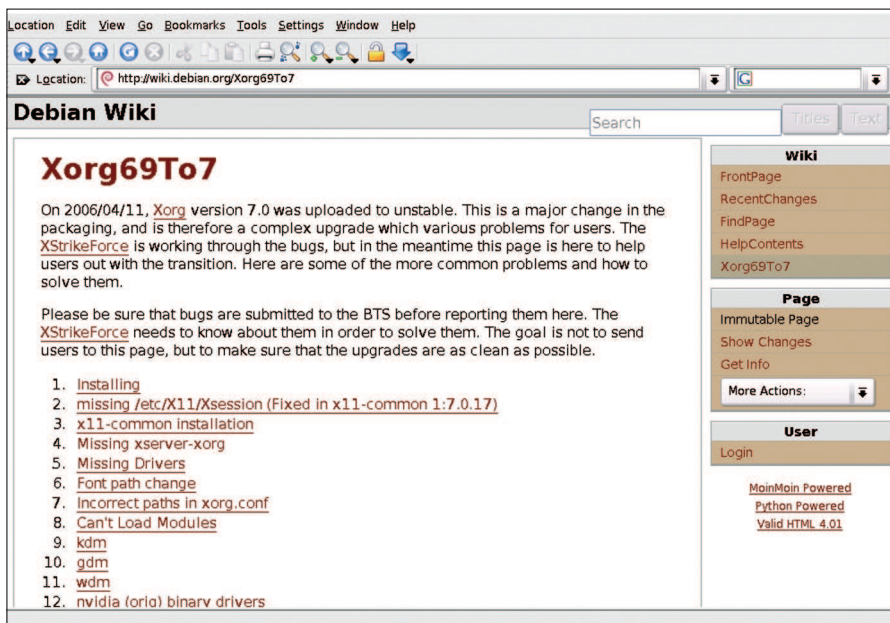 Location Edit View Go Bookmarks Tools Settings Window Help
Location: http://wiki.debian.org/Xorg69To7
G
Debian Wiki
Search
Titles
Text
Xorg69To7
On 2006/04/11, Xorg version 7.0 was uploaded to unstable. This is a major change in the
packaging, and is therefore a complex upgrade which various problems for users. The
XStrikeForce is working through the bugs, but in the meantime this page is here to help
users out with the transition. Here are some of the more common problems and how to
solve them.
Please be sure that bugs are submitted to the BTS before reporting them here. The
XStrikeForce needs to know about them in order to solve them. The goal is not to send
users to this page, but to make sure that the upgrades are as clean as possible.
1. Installing
2. missing /etc/X11/Xsession (Fixed in x11-common 1:7.0.17)
3. x11-common installation
4. Missing xserver-xorg
5. Missing Drivers
6. Font path change
7. Incorrect paths in xorg.conf
8. Can't Load Modules
9. kdm
10. gdm
11. wdm
12. nvidia (orig) binary drivers
Wiki
FrontPage
RecentChanges
FindPage
HelpContents
Xorg69To7
Page
Immutable Page
Show Changes
Get Info
More Actions:
User
Login
MoinMoin Powered
Python Powered
Valid HTML 4.01